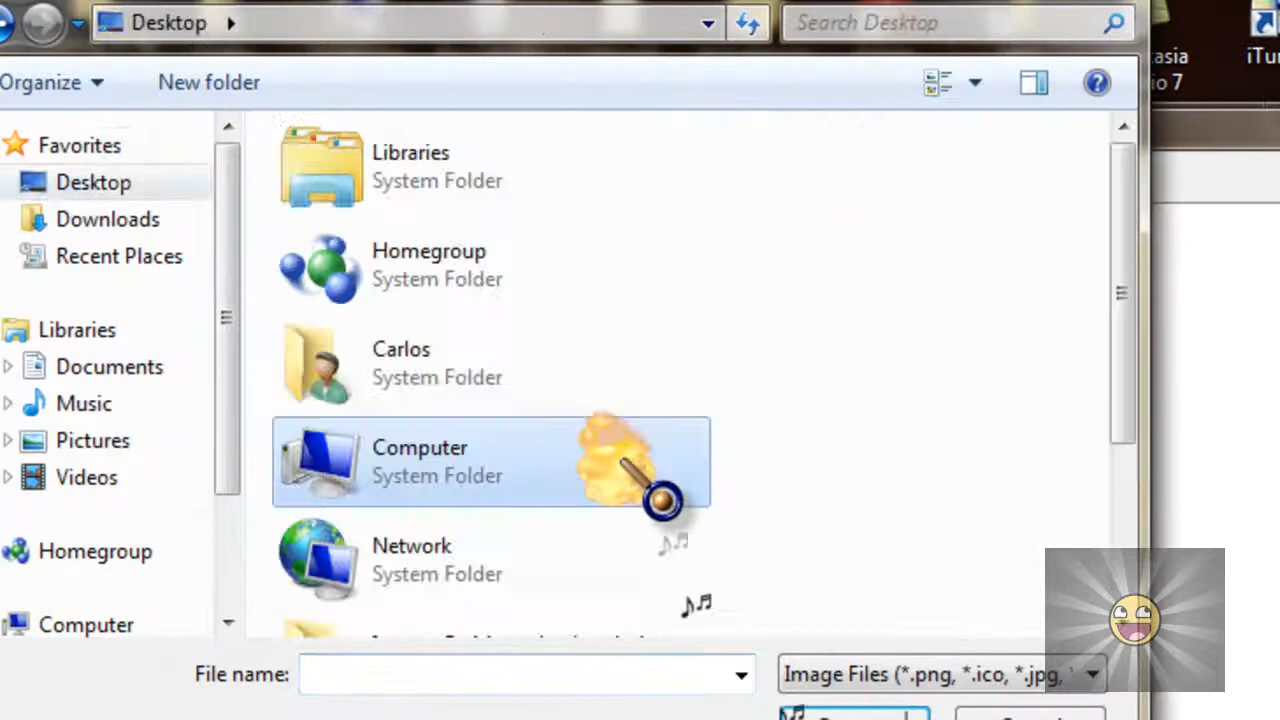 Desktop
Search Desktop
Organize
New folder
Favorites
Desktop
Downloads
Recent Places
Libraries
Documents
Music
Pictures
Videos
Homegroup
Computer
Libraries
System Folder
Homegroup
System Folder
Carlos
System Folder
Computer
System Folder
Network
System Folder
File name:
Image Files (*.png, *.ico, *.jpg,
asia
io 7
iTu